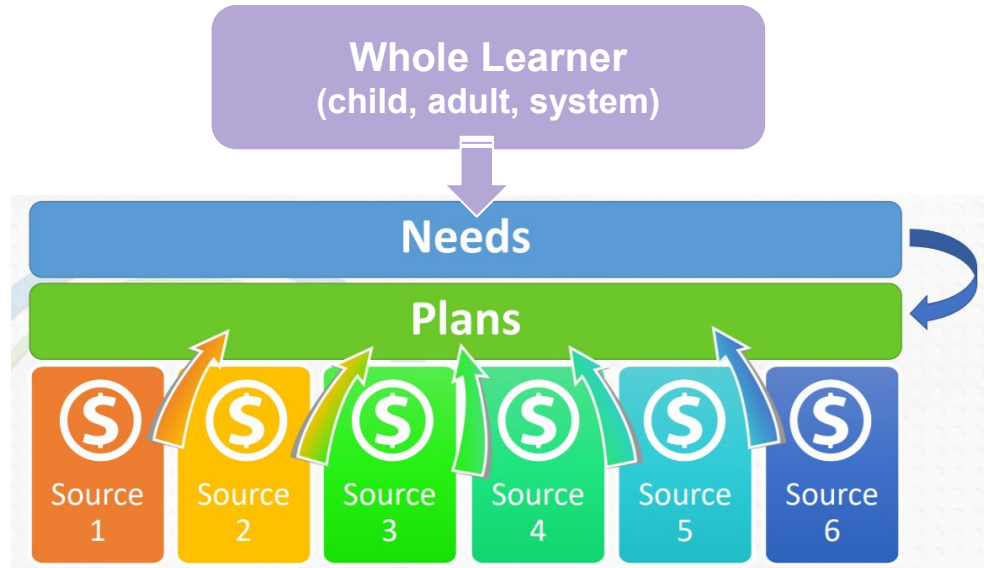 Whole Learner
(child, adult, system)
Needs
Plans
$ $ $ $ $ $
Source Source Source Source Source Source
1 2 3 4 5 6